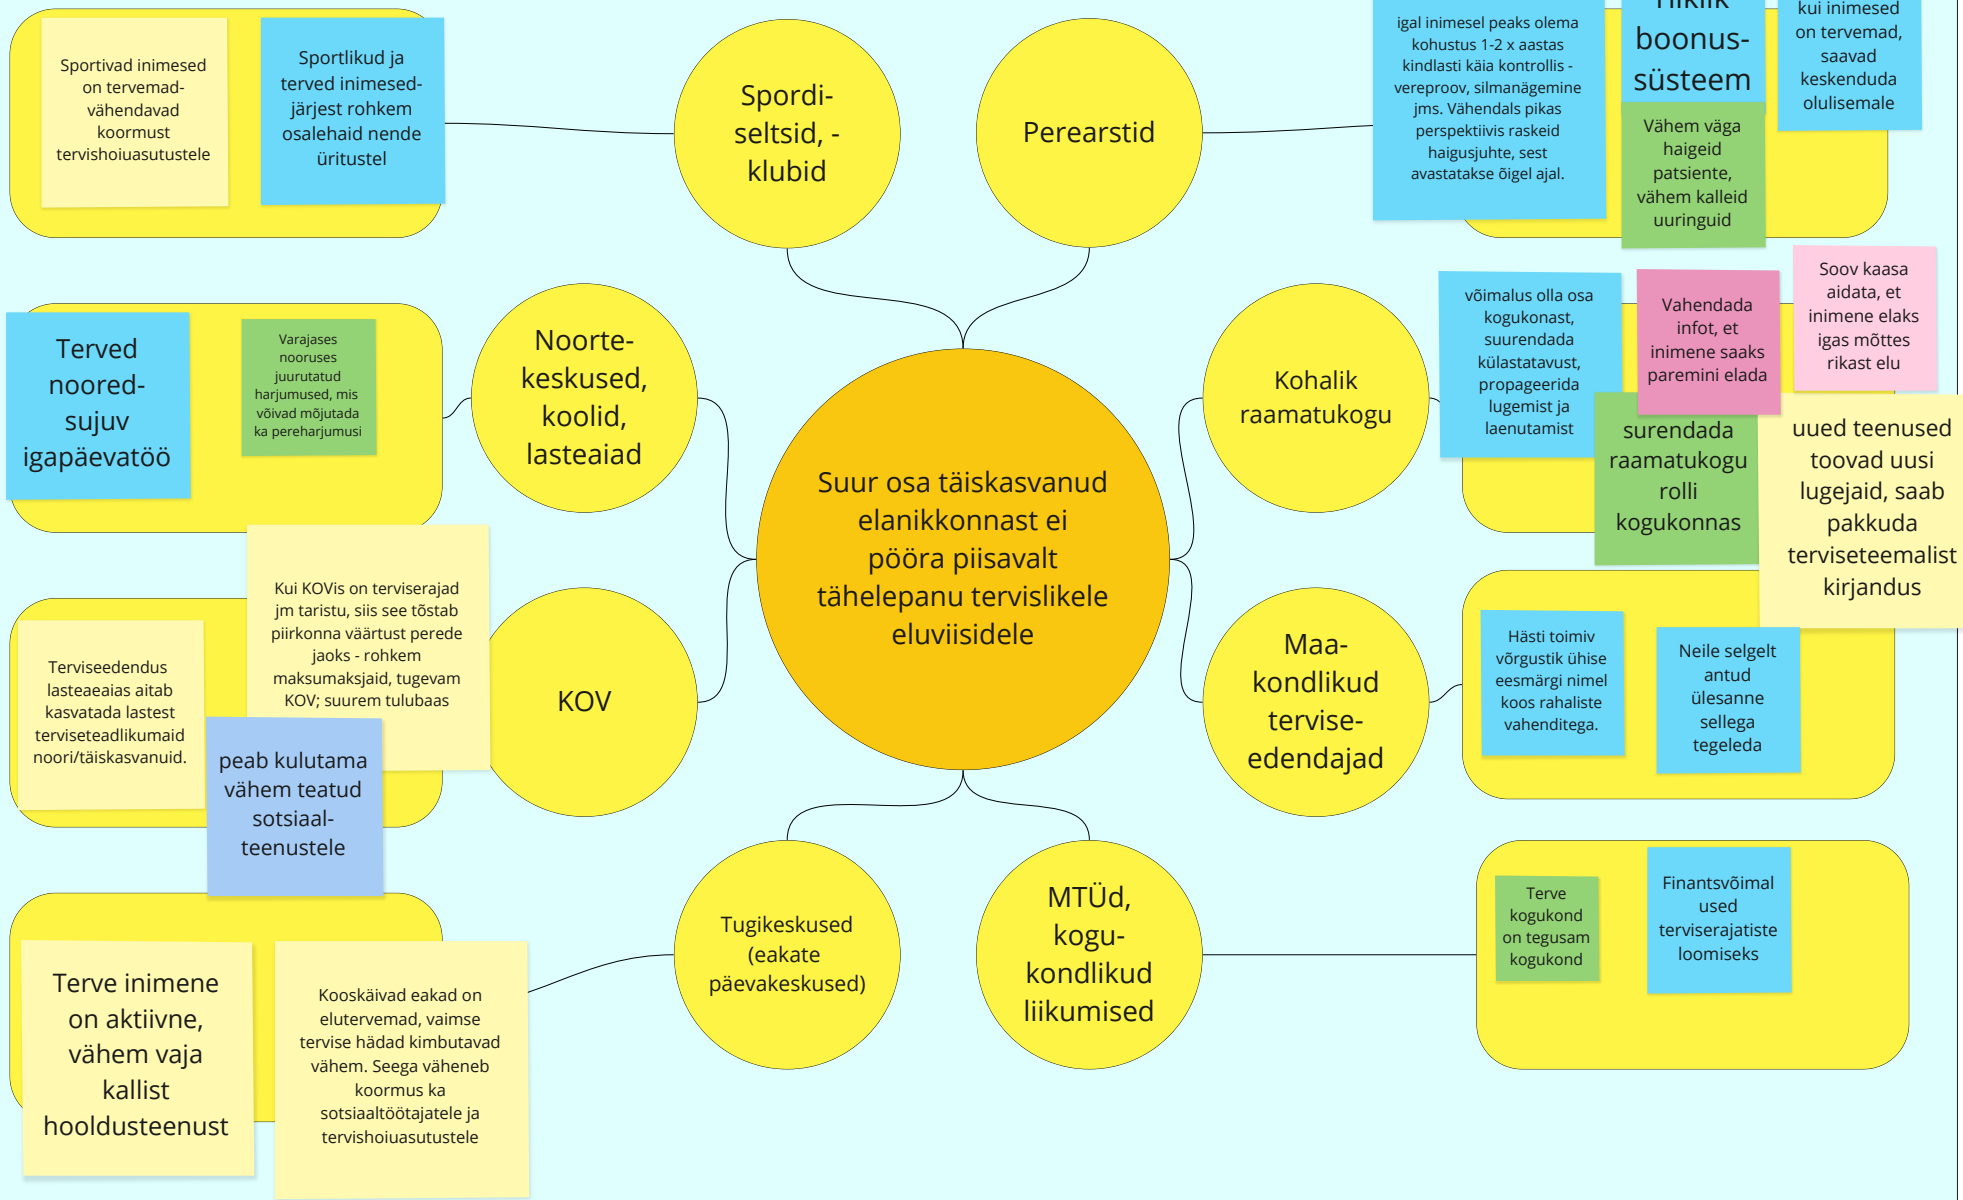 Sportivad inimesed
on tervemad-
vähendavad
koormust
tervishoiuasutustele
Sportlikud ja
terved inimesed-
järjest rohkem
osalehaid nende
üritustel
Spordi-
seltsid, -
klubid
Perearstid
igal inimesel peaks olema
kohustus 1-2 x aastas
kindlasti käia kontrollis -
vereproov, silmanägemine
jms. Vähendals pikas
perspektiivis raskeid
haigusjuhte, sest
avastatakse õigel ajal.
boonus-
süsteem
Vähem väga
haigeid
patsiente,
vähem kalleid
uuringuid
kui inimesed
on tervemad,
saavad
keskenduda
olulisemale
Terved
noored-
sujuv
igapäevatöö
Varajases
nooruses
juurutatud
harjumused, mis
võivad mõjutada
ka pereharjumusi
Noorte-
keskused,
koolid,
lasteaiad
Kohalik
raamatukogu
võimalus olla osa
kogukonast,
suurendada
külastatavust,
propageerida
lugemist ja
laenutamist
Vahendada
infot, et
inimene saaks
paremini elada
Soov kaasa
aidata, et
inimene elaks
igas mõttes
rikast elu
surendada
raamatukogu
rolli
kogukonnas
uued teenused
toovad uusi
lugejaid, saab
pakkuda
terviseteemalist
kirjandus
Suur osa täiskasvanud
elanikkonnast ei
pööra piisavalt
tähelepanu tervislikele
eluviisidele
Terviseedendus
lasteaeaias aitab
kasvatada lastest
terviseteadlikumaid
noori/täiskasvanuid.
Kui KOVis on terviserajad
jm taristu, siis see tõstab
piirkonna väärtust perede
jaoks - rohkem
maksumaksjaid, tugevam
KOV; suurem tulubaas
peab kulutama
vähem teatud
sotsiaal-
teenustele
KOV
Maa-
kondlikud
tervise-
edendajad
Hästi toimiv
võrgustik ühise
eesmärgi nimel
koos rahaliste
vahenditega.
Neile selgelt
antud
ülesanne
sellega
tegeleda
Terve inimene
on aktiivne,
vähem vaja
kallist
hooldusteenust
Kooskäivad eakad on
elutervemad, vaimse
tervise hädad kimbutavad
vähem. Seega väheneb
koormus ka
sotsiaaltöötajatele ja
tervishoiuasutustele
Tugikeskused
(eakate
päevakeskused)
MTÜd,
kogu-
kondlikud
liikumised
Terve
kogukond
on tegusam
kogukond
Finantsvõimal
used
terviserajatiste
loomiseks